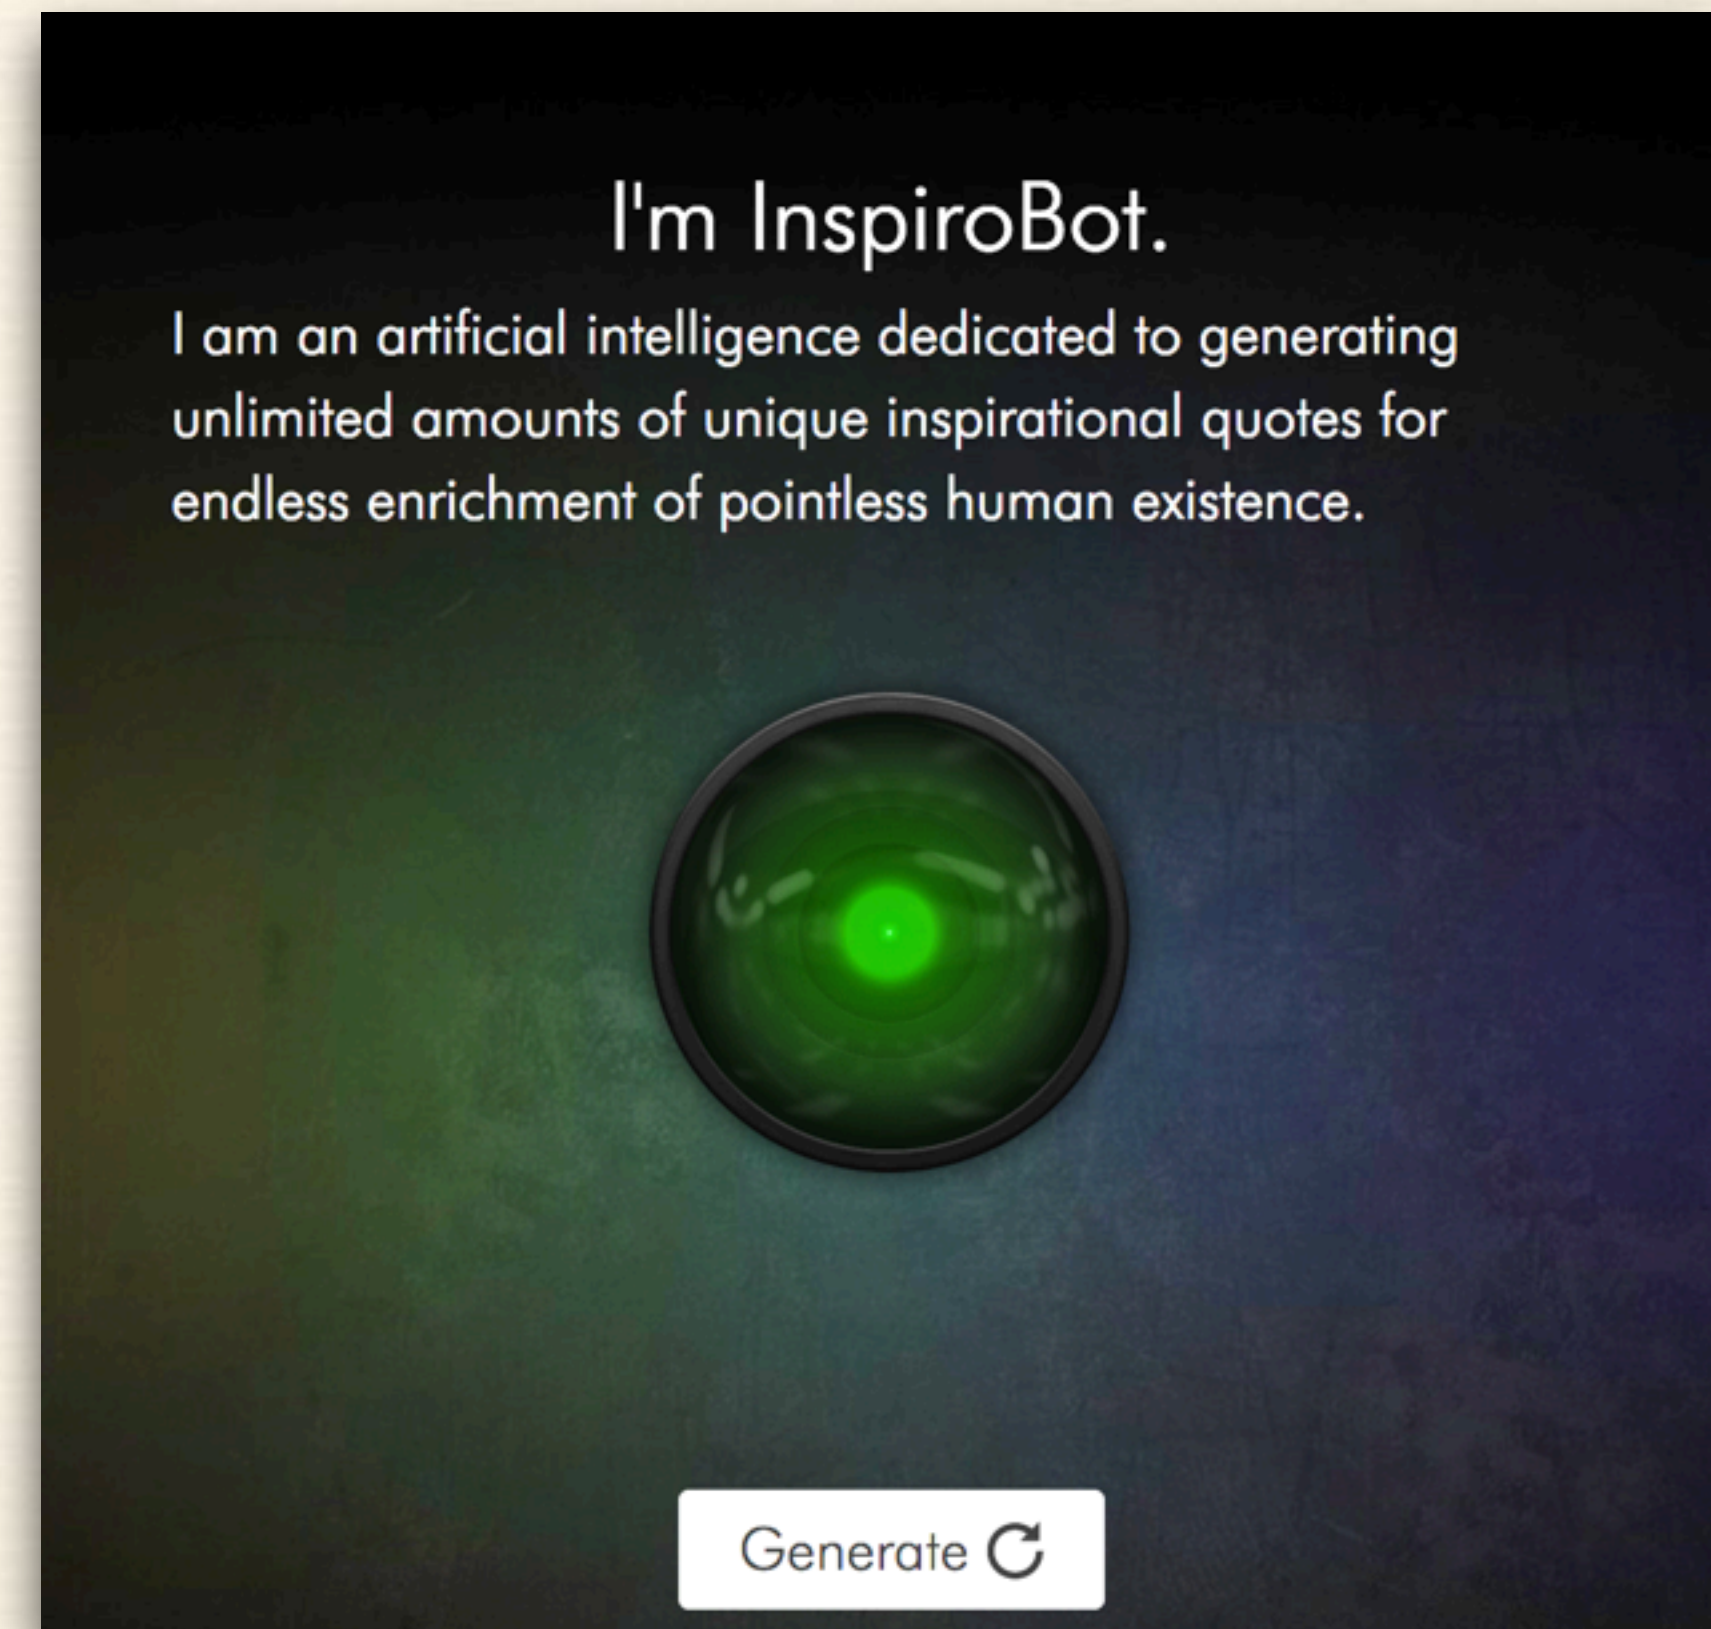 I'm InspiroBot.
I am an artificial intelligence dedicated to generating
unlimited amounts of unique inspirational quotes for
endless enrichment of pointless human existence.
Generate